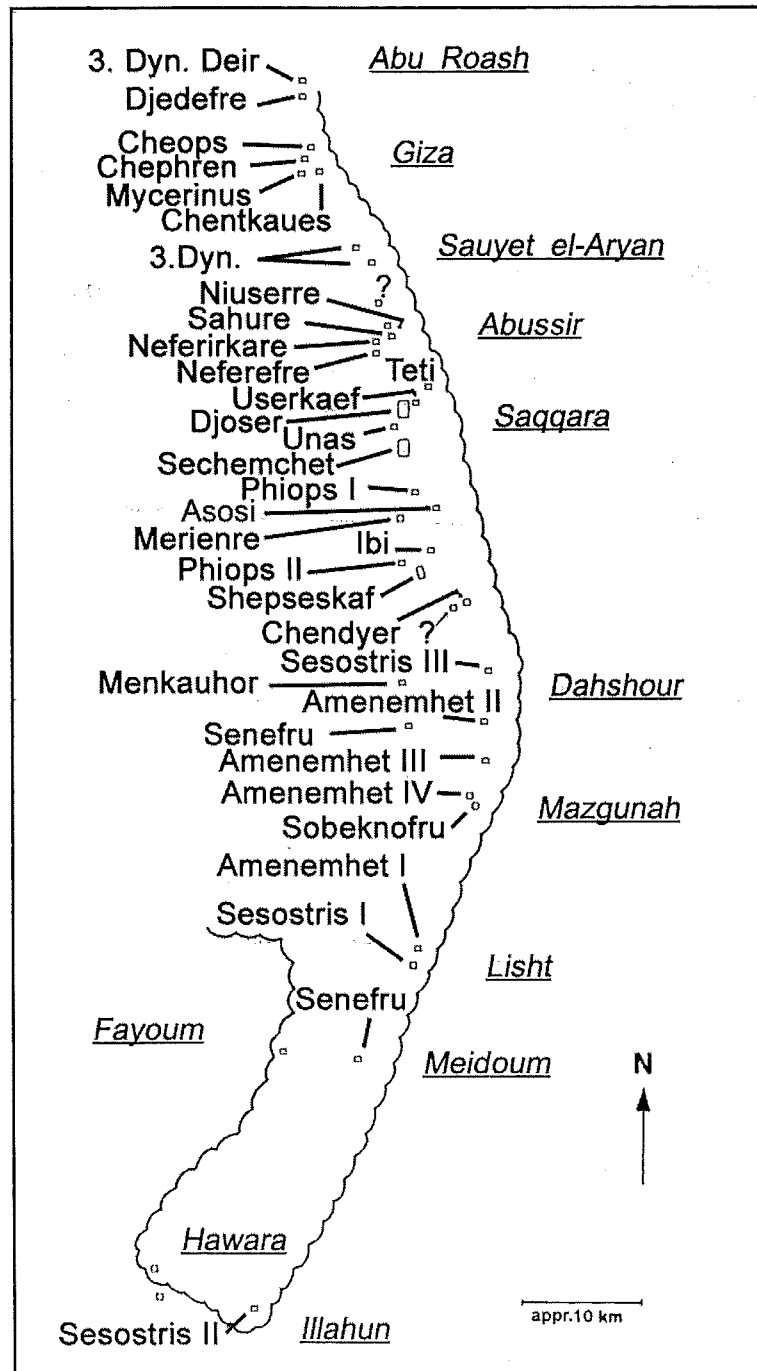 3. Dyn. Deir
Abu Roash
Djedefre
Cheops
Giza
Chephren
Mycerinus
Chentkaues
Sauyet el-Aryan
3.Dyn.
?
Niuserre
Sahure
Abussir
Neferirkare
Neferefre
Teti
Userkaef
Djoser
Saqqara
Unas
Sechemchet
Phiops I
Asosi
Merienre
Ibi
Phiops II
Shepseskaf
Chendyer
?
Sesostris III
Menkauhor
Dahshour
Amenemhet II
Senefru
Amenemhet III
Amenemhet IV
Mazgunah
Sobeknofru
Amenemhet I
Sesostris I
Lisht
Senefru
Fayoum
Meidoum
N
Hawara
appr.10 km
Sesostris II
Illahun